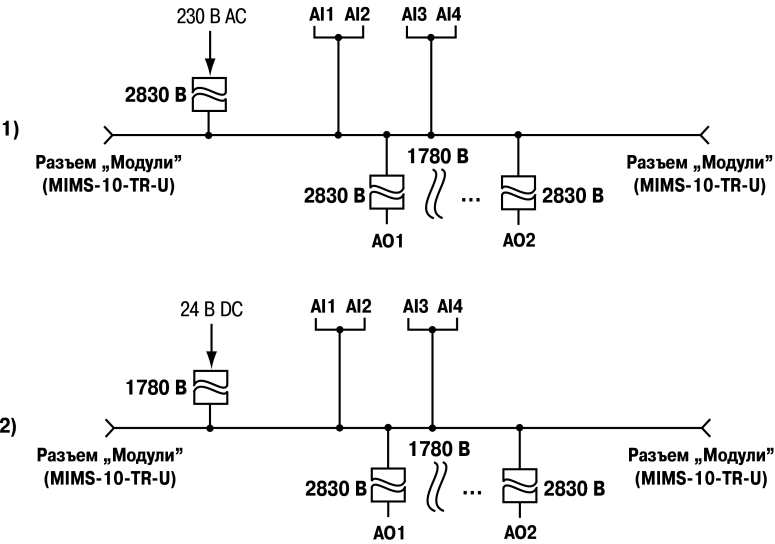 230 В AC
AI1 AI2 AI3 AI4
2830 В
1)
Разъем „Модули”
(MIMS-10-TR-U)
1780 В
Разъем „Модули”
(MIMS-10-TR-U)
2830 В ... 2830 В
AO1 AO2
24 В DC
AI1 AI2 AI3 AI4
1780 В
2)
Разъем „Модули”
(MIMS-10-TR-U)
1780 В
Разъем „Модули”
(MIMS-10-TR-U)
2830 В ... 2830 В
AO1 AO2